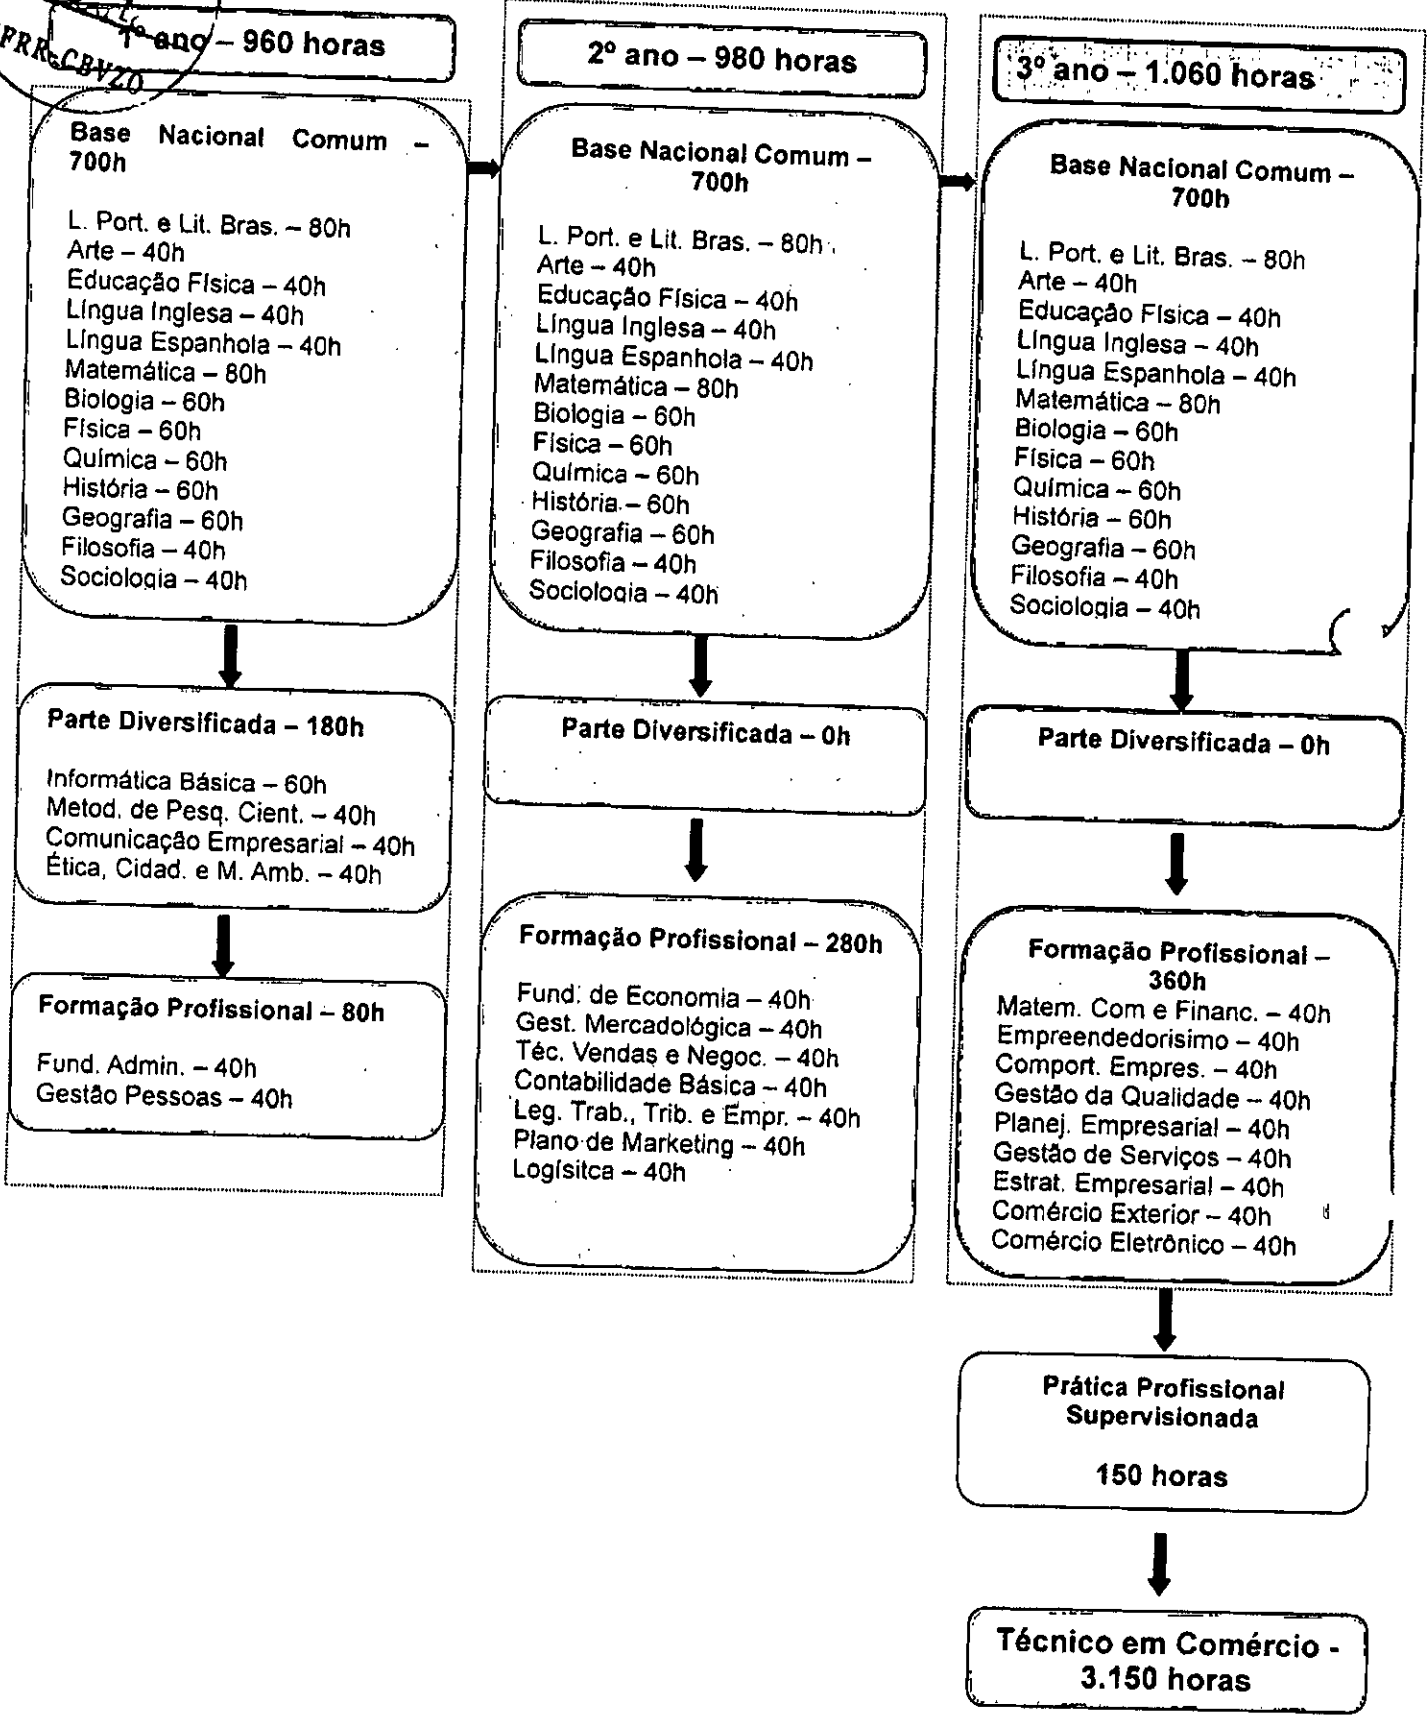 1º ano – 960 horas
Base Nacional Comum –
700h
L. Port. e Lit. Bras. – 80h
Arte – 40h
Educação Física – 40h
Língua Inglesa – 40h
Língua Espanhola – 40h
Matemática – 80h
Biologia – 60h
Física – 60h
Química – 60h
História – 60h
Geografia – 60h
Filosofia – 40h
Sociologia – 40h
Parte Diversificada – 180h
Informática Básica – 60h
Metod. de Pesq. Cient. – 40h
Comunicação Empresarial – 40h
Ética, Cidad. e M. Amb. – 40h
Formação Profissional – 80h
Fund. Admin. – 40h
Gestão Pessoas – 40h
2º ano – 980 horas
Base Nacional Comum –
700h
L. Port. e Lit. Bras. – 80h
Arte – 40h
Educação Física – 40h
Língua Inglesa – 40h
Língua Espanhola – 40h
Matemática – 80h
Biologia – 60h
Física – 60h
Química – 60h
História – 60h
Geografia – 60h
Filosofia – 40h
Sociologia – 40h
Parte Diversificada – 0h
Formação Profissional – 280h
Fund. de Economia – 40h
Gest. Mercadológica – 40h
Téc. Vendas e Negoc. – 40h
Contabilidade Básica – 40h
Leg. Trab., Trib. e Empr. – 40h
Plano de Marketing – 40h
Logísitca – 40h
3º ano – 1.060 horas
Base Nacional Comum –
700h
L. Port. e Lit. Bras. – 80h
Arte – 40h
Educação Física – 40h
Língua Inglesa – 40h
Língua Espanhola – 40h
Matemática – 80h
Biologia – 60h
Física – 60h
Química – 60h
História – 60h
Geografia – 60h
Filosofia – 40h
Sociologia – 40h
Parte Diversificada – 0h
Formação Profissional –
360h
Matem. Com e Financ. – 40h
Empreendedorisimo – 40h
Comport. Empres. – 40h
Gestão da Qualidade – 40h
Planej. Empresarial – 40h
Gestão de Serviços – 40h
Estrat. Empresarial – 40h
Comércio Exterior – 40h
Comércio Eletrônico – 40h
Prática Profissional
Supervisionada
150 horas
Técnico em Comércio -
3.150 horas